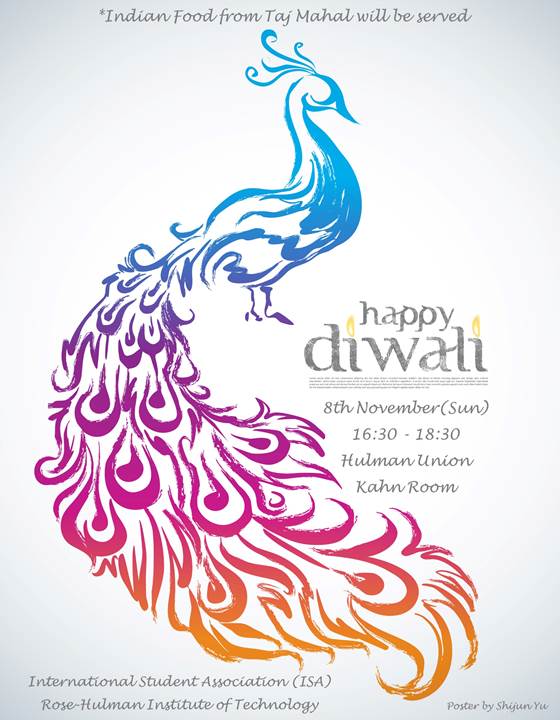 *Indian Food from Taj Mahal will be served
happy
diwali
8th November(Sun)
16:30 - 18:30
Hulman Union
Kahn Room
International Student Association (ISA)
Rose-Hulman Institute of Technology
Poster by Shijun Yu